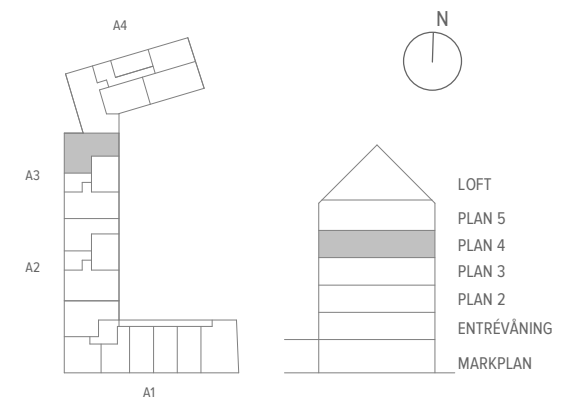 A4
N
A3
A2
A1
LOFT
PLAN 5
PLAN 4
PLAN 3
PLAN 2
ENTRÉVÅNING
MARKPLAN